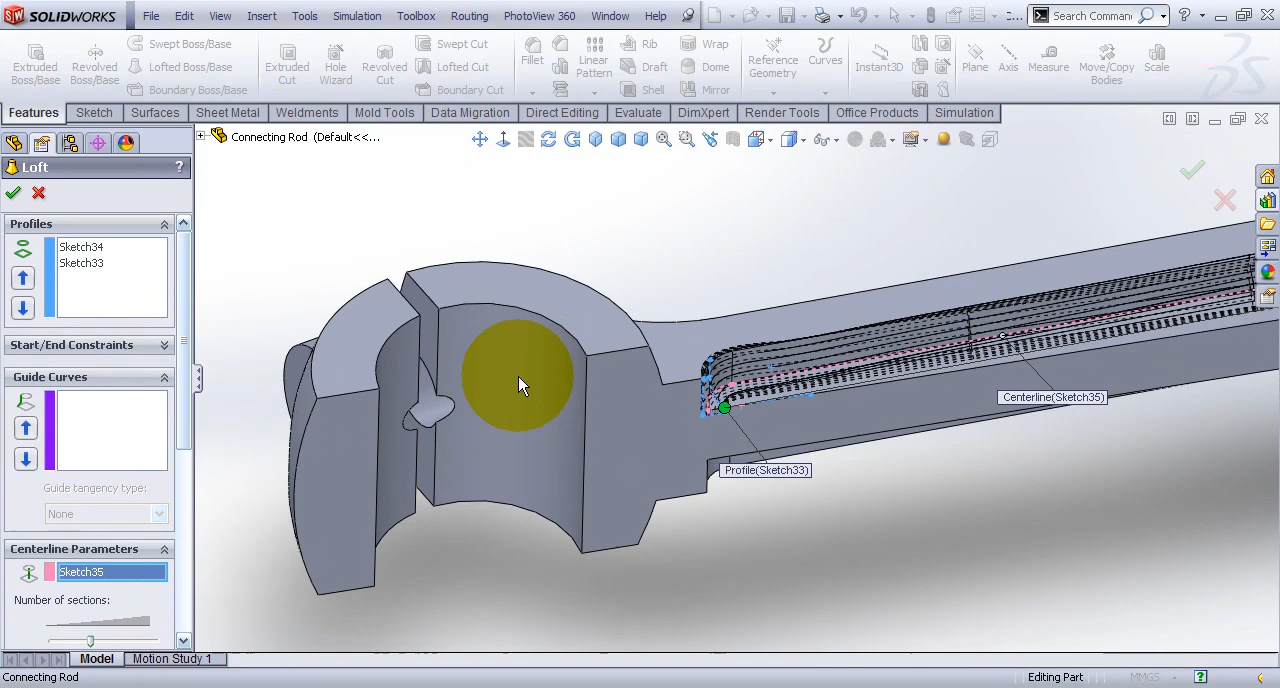 SOLIDWORKS File Edit View Insert Tools Simulation Toolbox Routing PhotoView 360 Window Help Search Comman
Extruded Boss/Base
Revolved Boss/Base
Swept Boss/Base
Lofted Boss/Base
Boundary Boss/Base
Extruded Cut
Hole Wizard
Revolved Cut
Swept Cut
Lofted Cut
Boundary Cut
Fillet
Linear Pattern
Rib
Draft
Shell
Wrap
Dome
Mirror
Reference Geometry
Curves
Instant3D
Plane
Axis
Measure
Move/Copy Bodies
Scale
Features Sketch Surfaces Sheet Metal Weldments Mold Tools Data Migration Direct Editing Evaluate DimXpert Render Tools Office Products Simulation
Connecting Rod (Default<<...
Loft ?
Profiles
Sketch34
Sketch33
Start/End Constraints
Guide Curves
Guide tangency type:
None
Centerline Parameters
Sketch35
Number of sections:
Centerline(Sketch35)
Profile(Sketch33)
Model Motion Study 1
Connecting Rod Editing Part MMGS